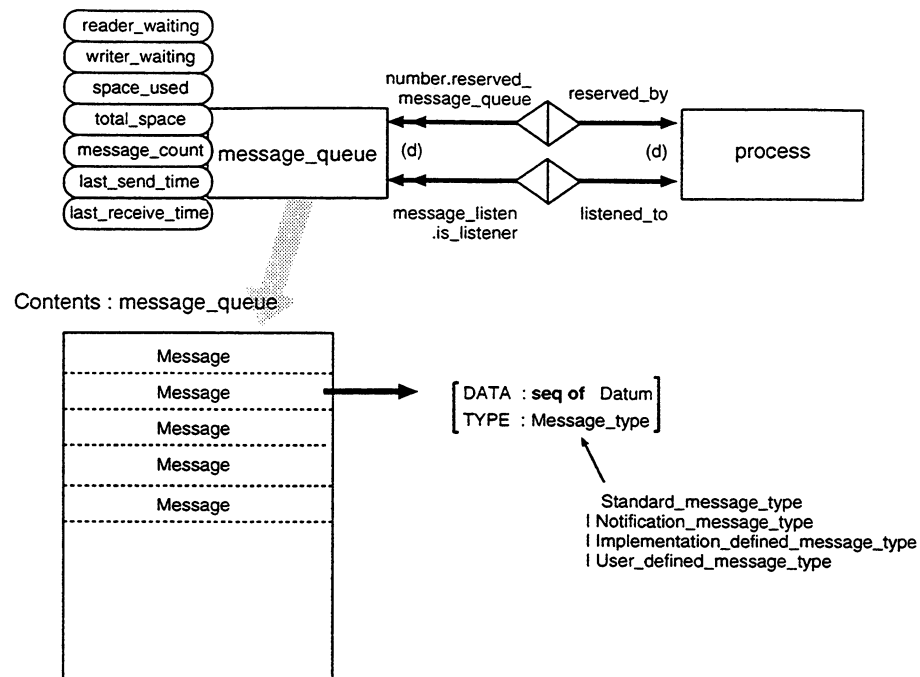 reader_waiting
writer_waiting
space_used
total_space
message_count
last_send_time
last_receive_time
message_queue
number.reserved_
message_queue
reserved_by
(d)
(d)
process
message_listen
.is_listener
listened_to
Contents : message_queue
Message
Message
Message
Message
Message
DATA : seq of Datum
TYPE : Message_type
Standard_message_type
| Notification_message_type
| Implementation_defined_message_type
| User_defined_message_type